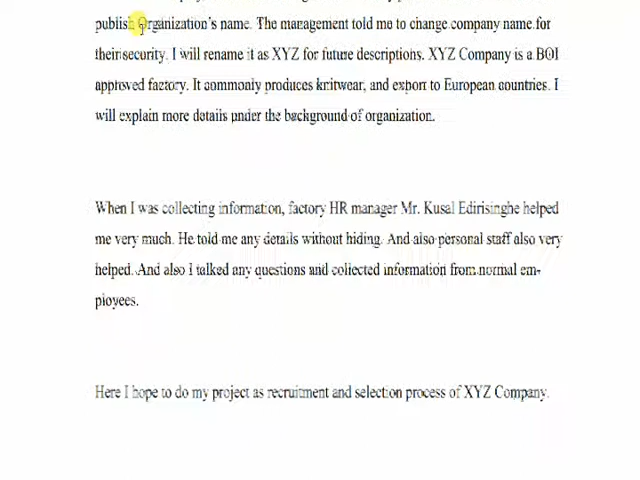 publish Organization's name. The management told me to change company name for
their security. I will rename it as XYZ for future descriptions. XYZ Company is a BOI
approved factory. It commonly produces knitwear, and export to European countries. I
will explain more details under the background of organization.
When I was collecting information, factory HR manager Mr. Kusal Edirisinghe helped
me very much. He told me any details without hiding. And also personal staff also very
helped. And also I talked any questions and collected information from normal em-
ployees.
Here I hope to do my project as recruitment and selection process of XYZ Company.